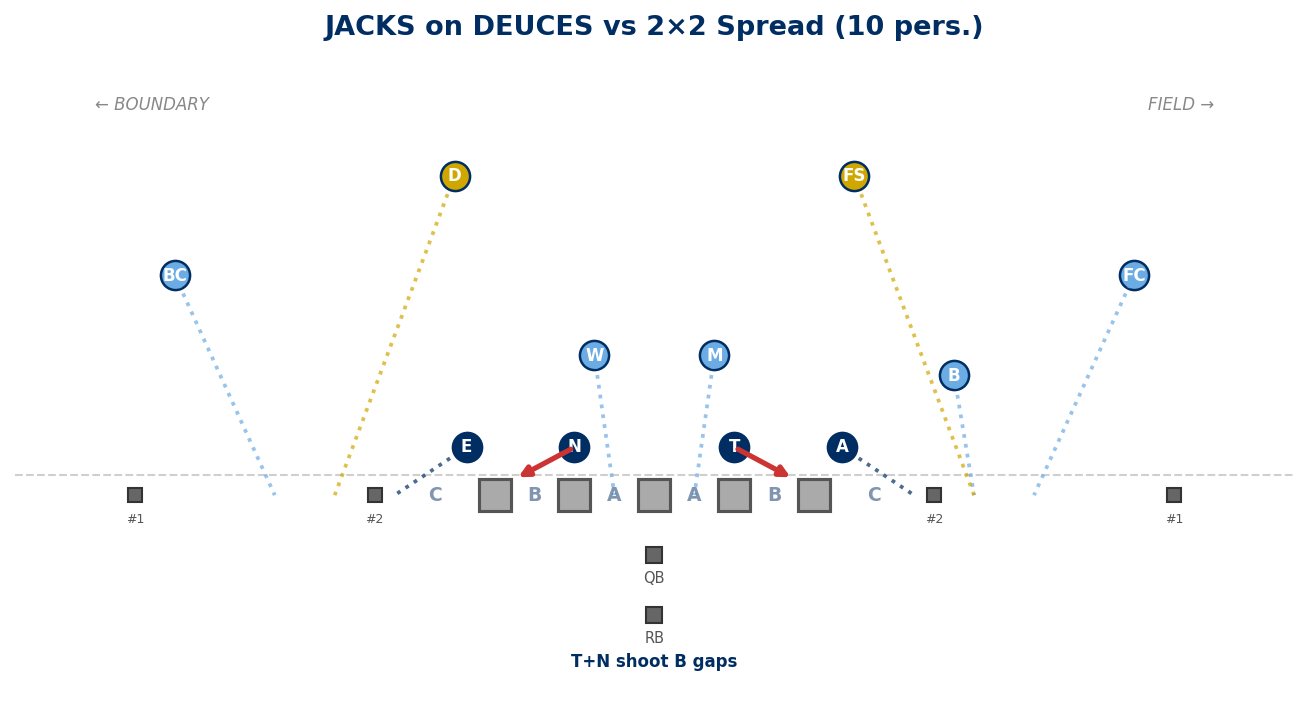 JACKS on DEUCES vs 2×2 Spread (10 pers.)
← BOUNDARY
FIELD →
D
FS
BC
FC
W
M
B
E
N
T
A
C
B
A
A
B
C
#1
#2
#2
#1
QB
RB
T+N shoot B gaps